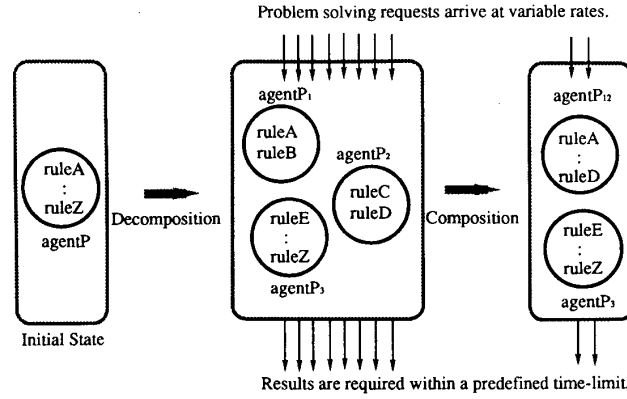 Problem solving requests arrive at variable rates.
ruleA
:
ruleZ
agentP
Initial State
Decomposition
agentP1
ruleA
ruleB
agentP2
ruleC
ruleD
ruleE
:
ruleZ
agentP3
Composition
agentP12
ruleA
:
ruleD
ruleE
:
ruleZ
agentP3
Results are required within a predefined time-limit.